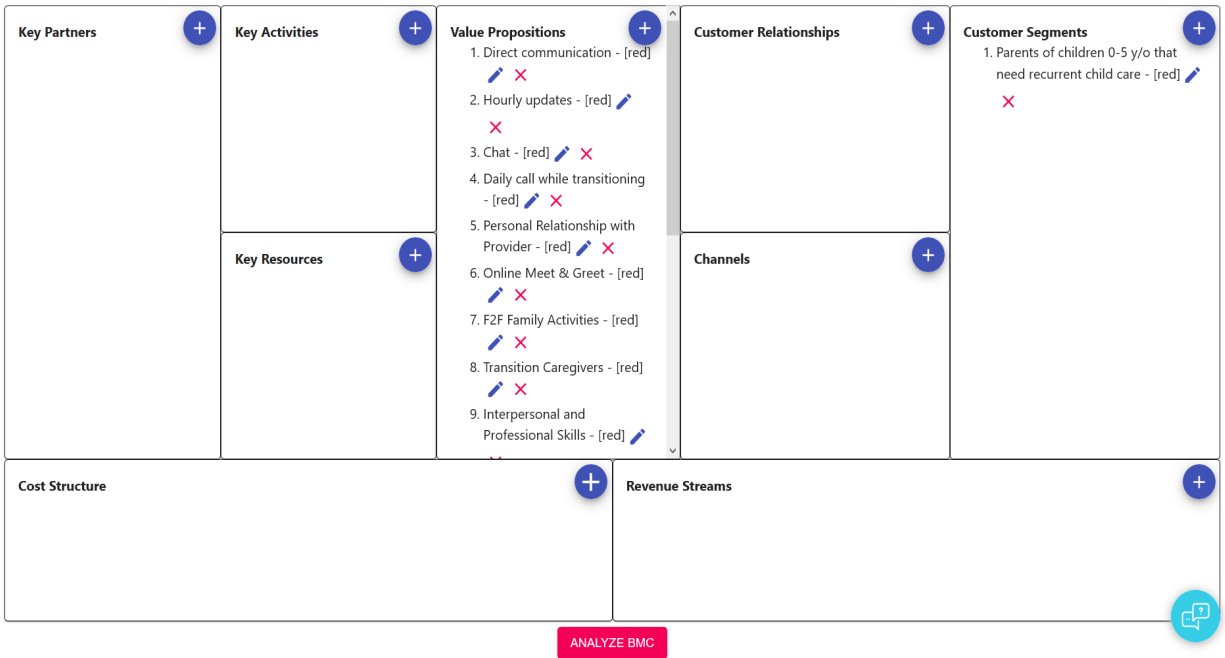 Key Partners
Key Activities
Value Propositions
1. Direct communication - [red]
2. Hourly updates - [red]
3. Chat - [red]
4. Daily call while transitioning
- [red]
5. Personal Relationship with
Provider - [red]
6. Online Meet & Greet - [red]
7. F2F Family Activities - [red]
8. Transition Caregivers - [red]
9. Interpersonal and
Professional Skills - [red]
Customer Relationships
Customer Segments
1. Parents of children 0-5 y/o that
need recurrent child care - [red]
Key Resources
Channels
Cost Structure
Revenue Streams
ANALYZE BMC